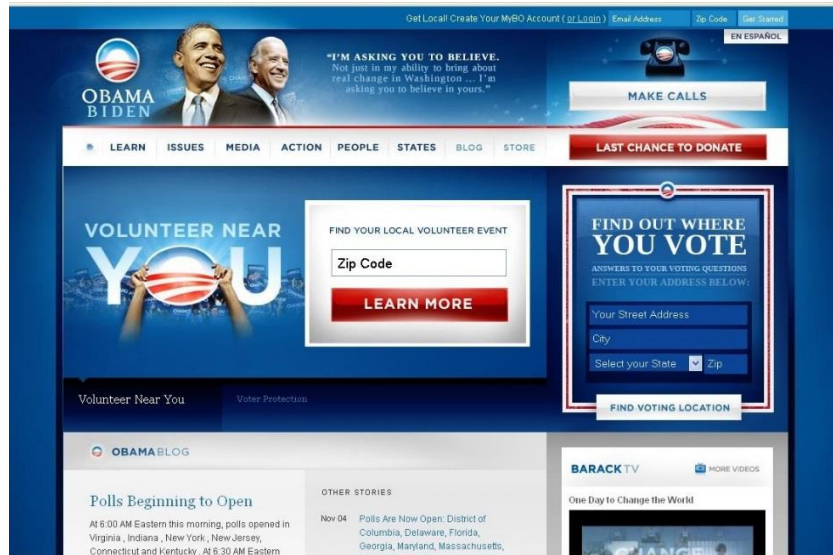 Get Local! Create Your MyBO Account ( or Login ) Email Address Zip Code Get Started
EN ESPAÑOL
OBAMA
BIDEN
“I'M ASKING YOU TO BELIEVE.
Not just in my ability to bring about
real change in Washington ... I'm
asking you to believe in yours.”
MAKE CALLS
LEARN ISSUES MEDIA ACTION PEOPLE STATES BLOG STORE
LAST CHANCE TO DONATE
VOLUNTEER NEAR
YOU
FIND YOUR LOCAL VOLUNTEER EVENT
Zip Code
LEARN MORE
FIND OUT WHERE
YOU VOTE
ANSWERS TO YOUR VOTING QUESTIONS
ENTER YOUR ADDRESS BELOW:
Your Street Address
City
Select your State Zip
FIND VOTING LOCATION
Volunteer Near You Voter Protection
OBAMABLOG
Polls Beginning to Open
At 6:00 AM Eastern this morning, polls opened in
Virginia , Indiana , New York , New Jersey,
Connecticut and Kentucky . At 6:30 AM Eastern
OTHER STORIES
Nov 04 Polls Are Now Open: District of
Columbia, Delaware, Florida,
Georgia, Maryland, Massachusetts,
BARACKTV MORE VIDEOS
One Day to Change the World
CHANGE